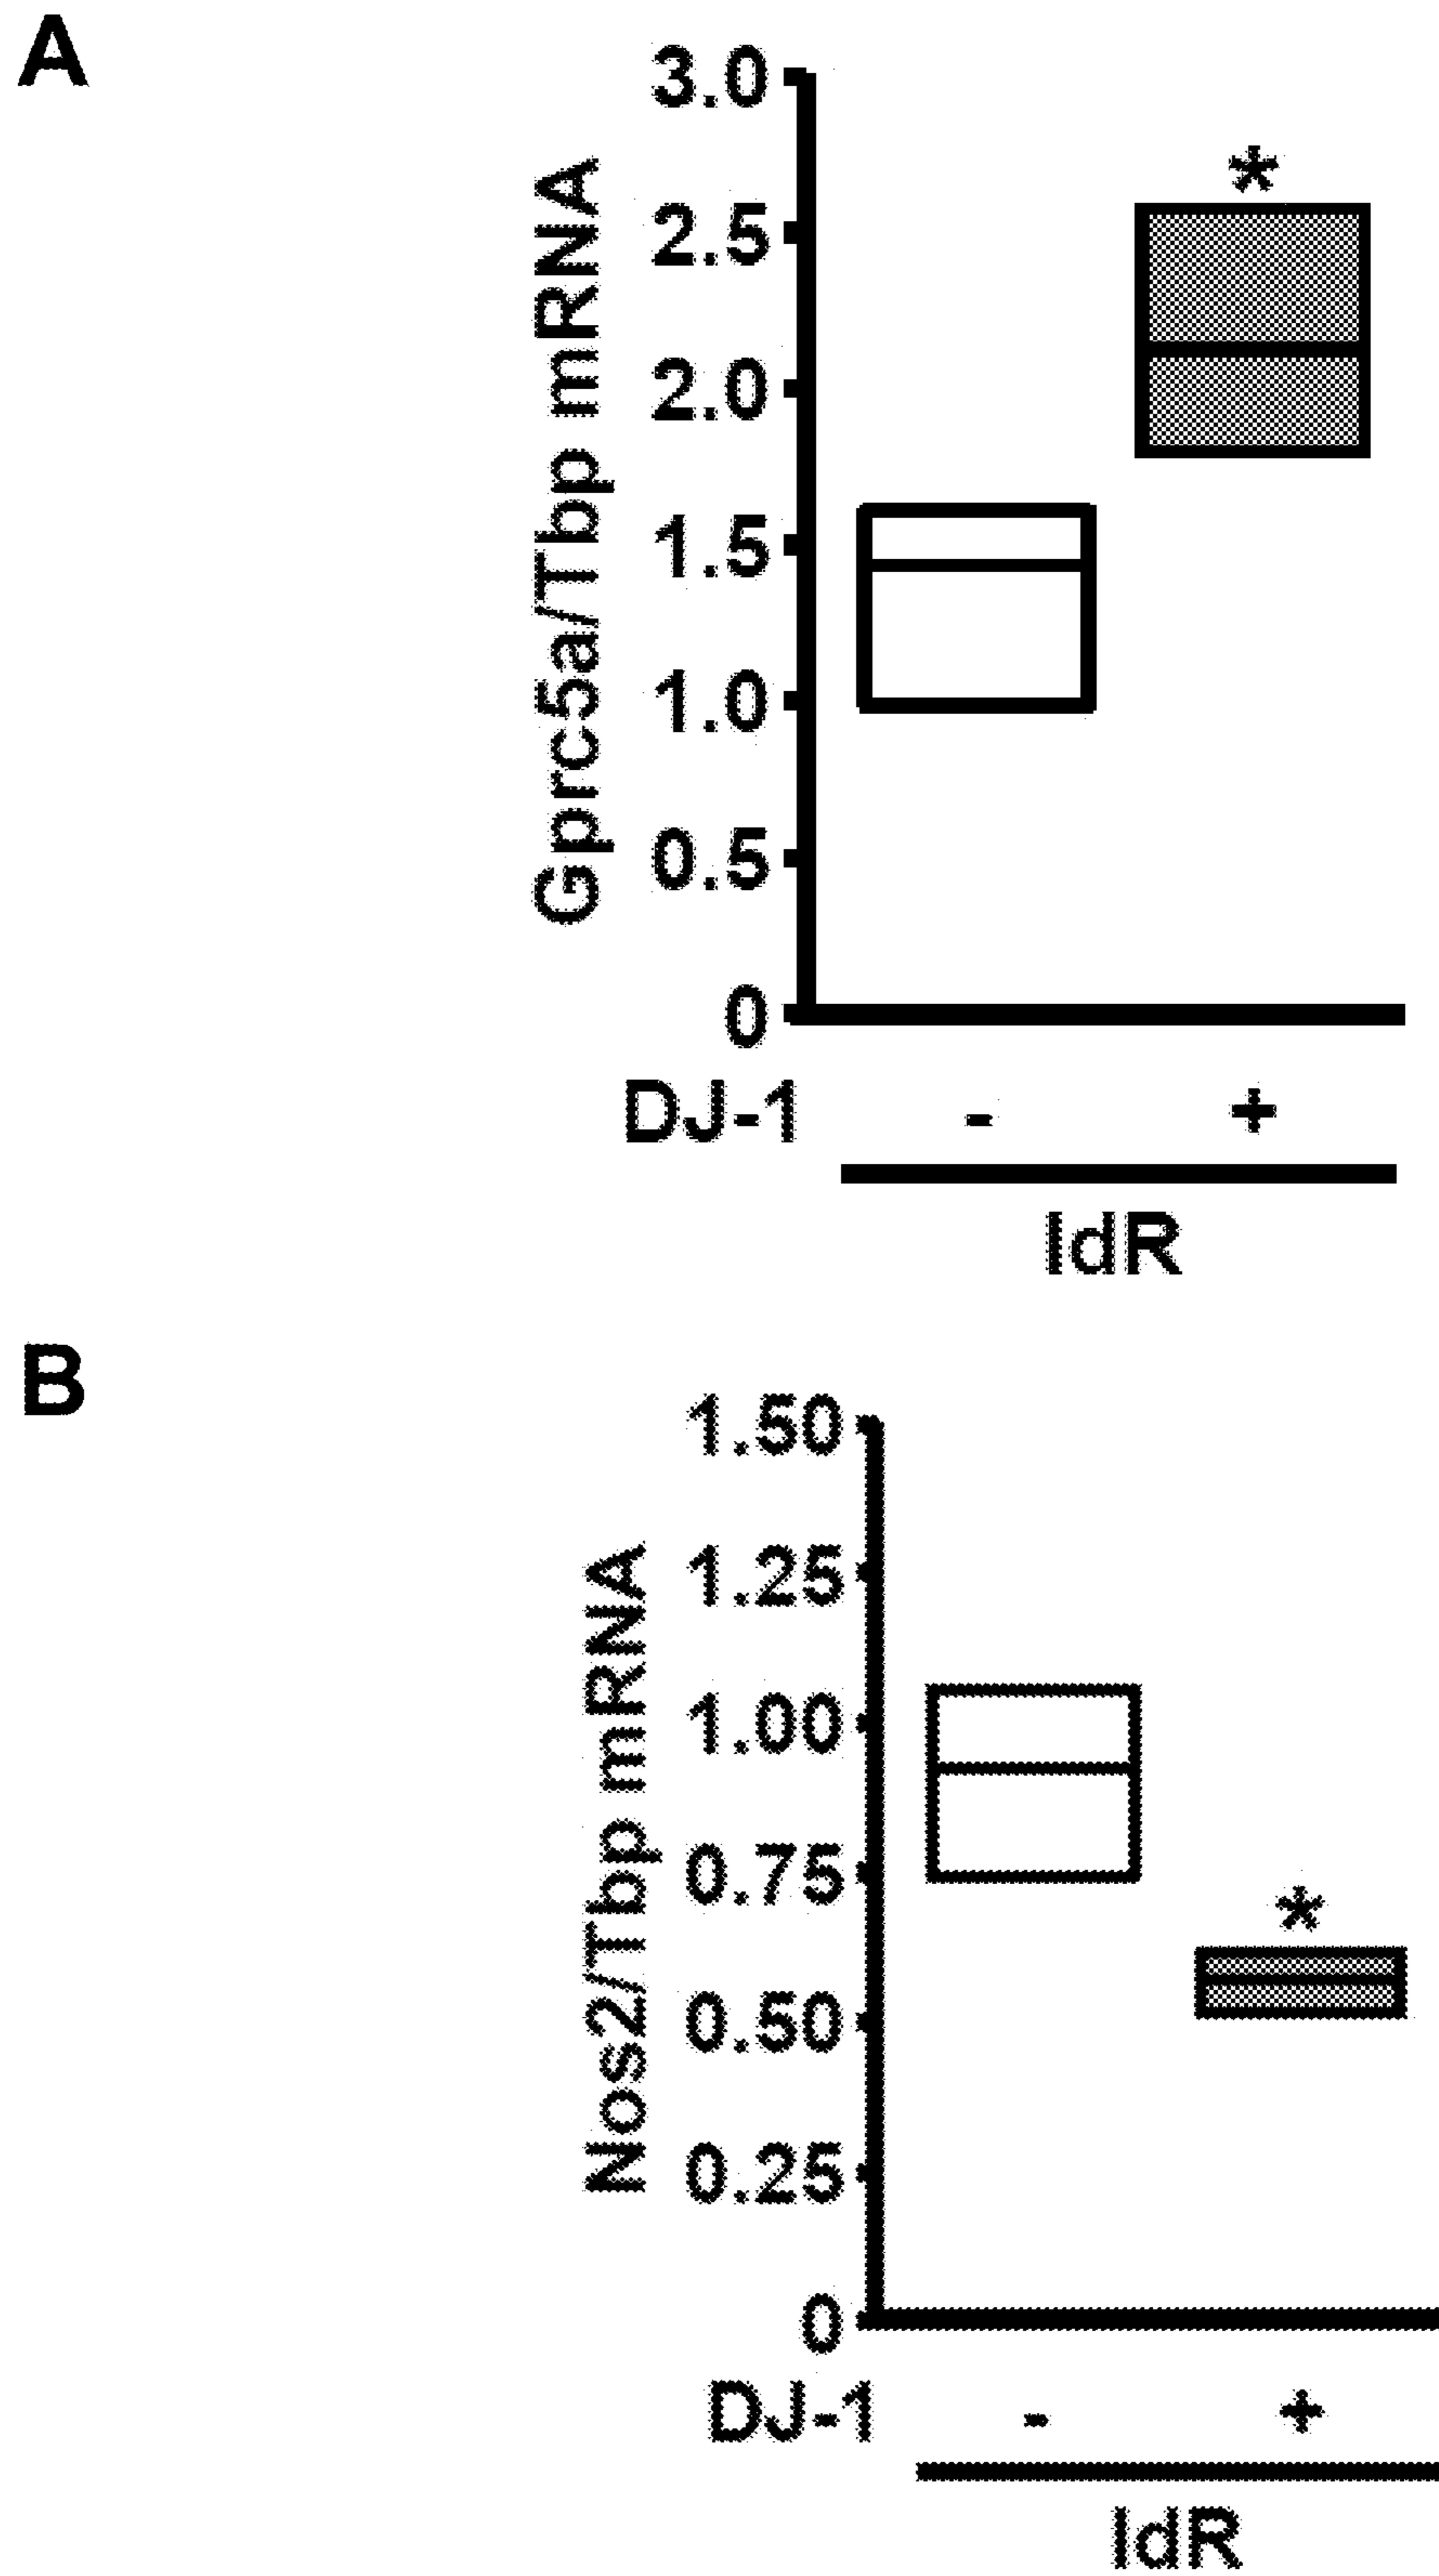 A
Gprc5a/Tbp mRNA
3.0
*
2.5
2.0
1.5
1.0
0.5
0
DJ-1 - +
IdR
B
Nos2/Tbp mRNA
1.50
1.25
1.00
0.75
*
0.50
0.25
0
DJ-1 - +
IdR